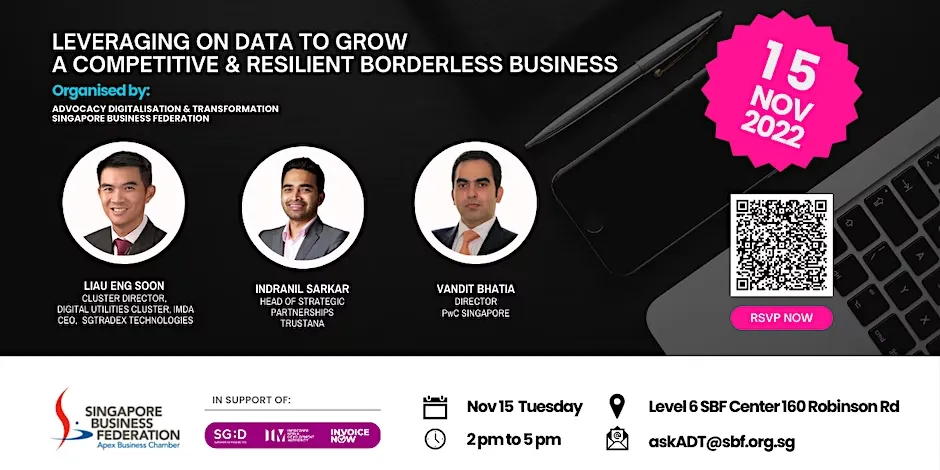 LEVERAGING ON DATA TO GROW
A COMPETITIVE & RESILIENT BORDERLESS BUSINESS
Organised by:
ADVOCACY DIGITALISATION & TRANSFORMATION
SINGAPORE BUSINESS FEDERATION
15
NOV
2022
LIAU ENG SOON
CLUSTER DIRECTOR,
DIGITAL UTILITIES CLUSTER, IMDA
CEO, SGTRADEX TECHNOLOGIES
INDRANIL SARKAR
HEAD OF STRATEGIC
PARTNERSHIPS
TRUSTANA
VANDIT BHATIA
DIRECTOR
PwC SINGAPORE
RSVP NOW
SINGAPORE
BUSINESS
FEDERATION
Apex Business Chamber
IN SUPPORT OF:
SG:D
INFOCOMM
MEDIA
DEVELOPMENT
AUTHORITY
INVOICE
NOW
Nov 15 Tuesday
2 pm to 5 pm
Level 6 SBF Center 160 Robinson Rd
askADT@sbf.org.sg